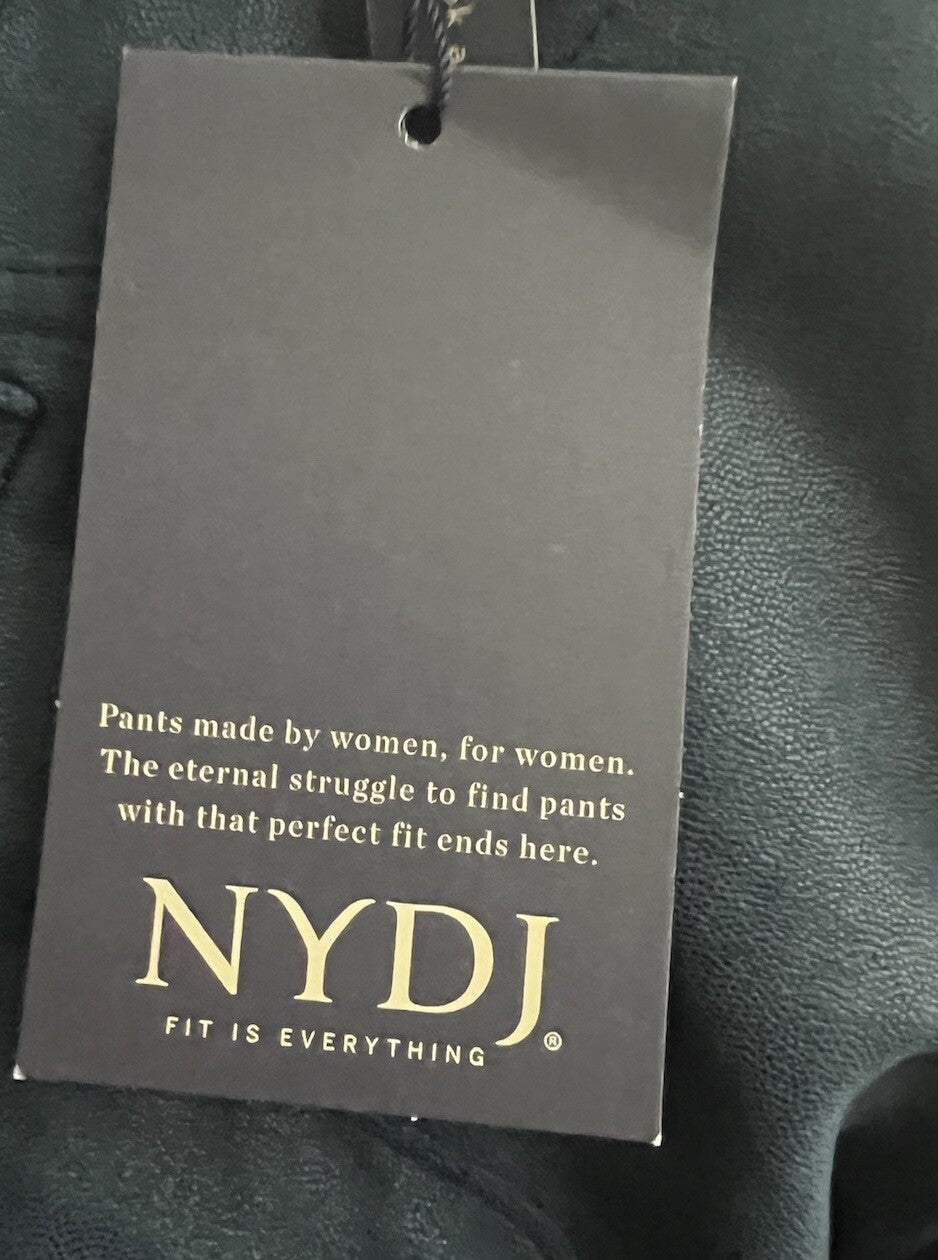 Pants made by women, for women.
The eternal struggle to find pants
with that perfect fit ends here.
NYDJ®
FIT IS EVERYTHING